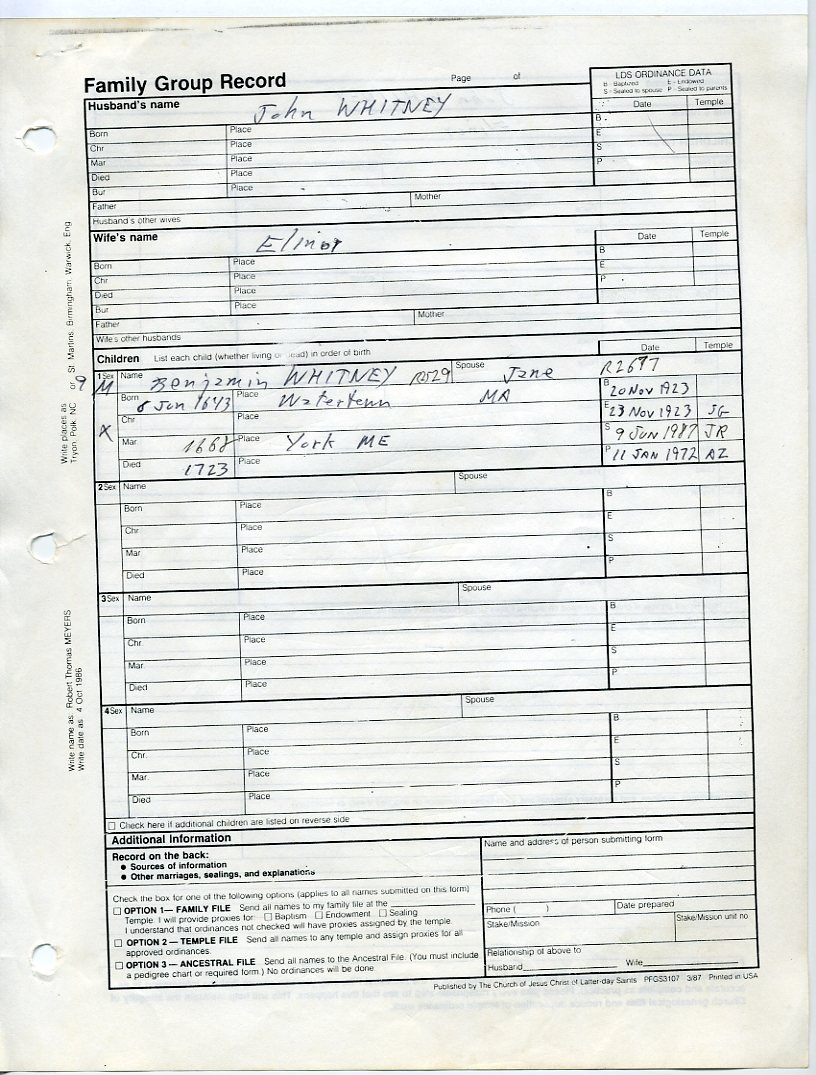 Family Group Record Page of
LDS ORDINANCE DATA
B - Baptized E - Endowed
S - Sealed to spouse P - Sealed to parents
Husband's name John WHITNEY
Date Temple
Born Place B
Chr Place E
Mar Place S
Died Place P
Bur Place
Father Mother
Husband's other wives
Wife's name Elinor Date Temple
Born Place B
Chr Place E
Died Place P
Bur Place
Father Mother
Wife's other husbands
Children List each child (whether living or dead) in order of birth Date Temple
1 Sex Name Benjamin WHITNEY R529 Spouse Jane R2677
M Born 6 Jun 1643 Place Watertown MA B 20 Nov 1923
Chr Place E 23 Nov 1923 SG
X Mar 1668 Place York ME S 9 Jun 1987 JR
Died 1723 Place P 11 JAN 1972 AZ
2 Sex Name Spouse
Born Place B
Chr Place E
Mar Place S
Died Place P
3 Sex Name Spouse
Born Place B
Chr Place E
Mar Place S
Died Place P
4 Sex Name Spouse
Born Place B
Chr. Place E
Mar. Place S
Died Place P
Check here if additional children are listed on reverse side
Additional Information
Record on the back:
• Sources of information
• Other marriages, sealings, and explanations
Name and address of person submitting form
Check the box for one of the following options (applies to all names submitted on this form)
OPTION 1— FAMILY FILE Send all names to my family file at the
Temple. I will provide proxies for: Baptism Endowment Sealing
I understand that ordinances not checked will have proxies assigned by the temple.
OPTION 2 — TEMPLE FILE Send all names to any temple and assign proxies for all
approved ordinances.
OPTION 3 — ANCESTRAL FILE Send all names to the Ancestral File. (You must include
a pedigree chart or required form.) No ordinances will be done
Phone ( ) Date prepared
Stake/Mission Stake/Mission unit no
Relationship of above to
Husband Wife
Published by The Church of Jesus Christ of Latter-day Saints PFGS3107 3/87 Printed in USA
Write places as Tryon, Polk, NC or St Martins, Birmingham, Warwick, Eng
Write name as Robert Thomas MEYERS
Write date as 4 Oct 1986